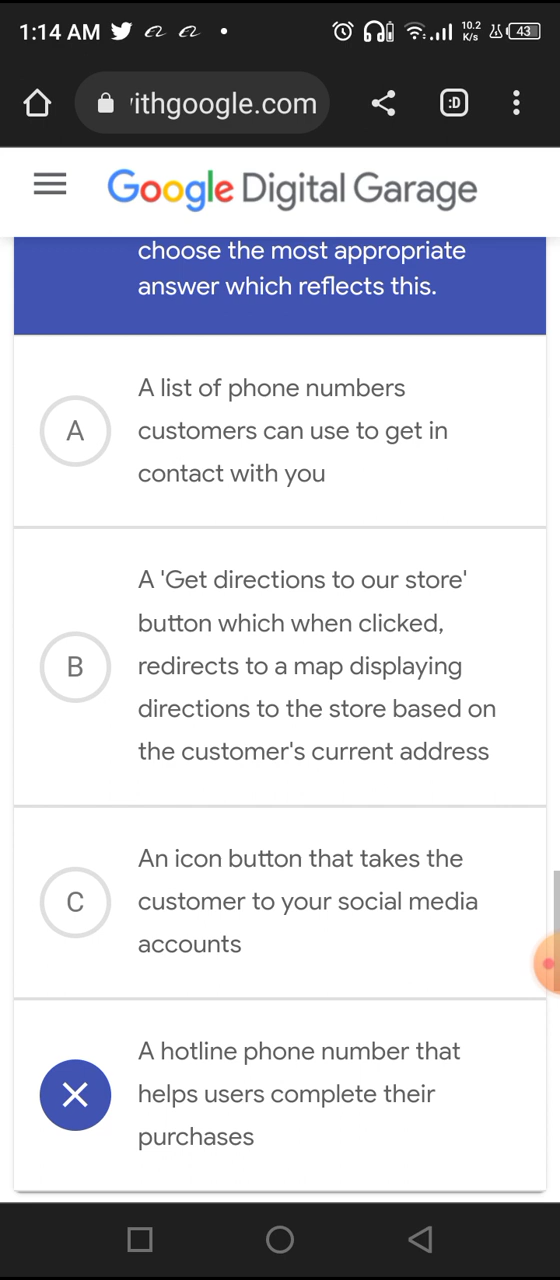 1:14 AM
10.2
K/s
43
ithgoogle.com
:D
Google Digital Garage
choose the most appropriate
answer which reflects this.
A list of phone numbers
A
customers can use to get in
contact with you
A 'Get directions to our store'
button which when clicked,
B
redirects to a map displaying
directions to the store based on
the customer's current address
An icon button that takes the
C
customer to your social media
accounts
A hotline phone number that
helps users complete their
purchases